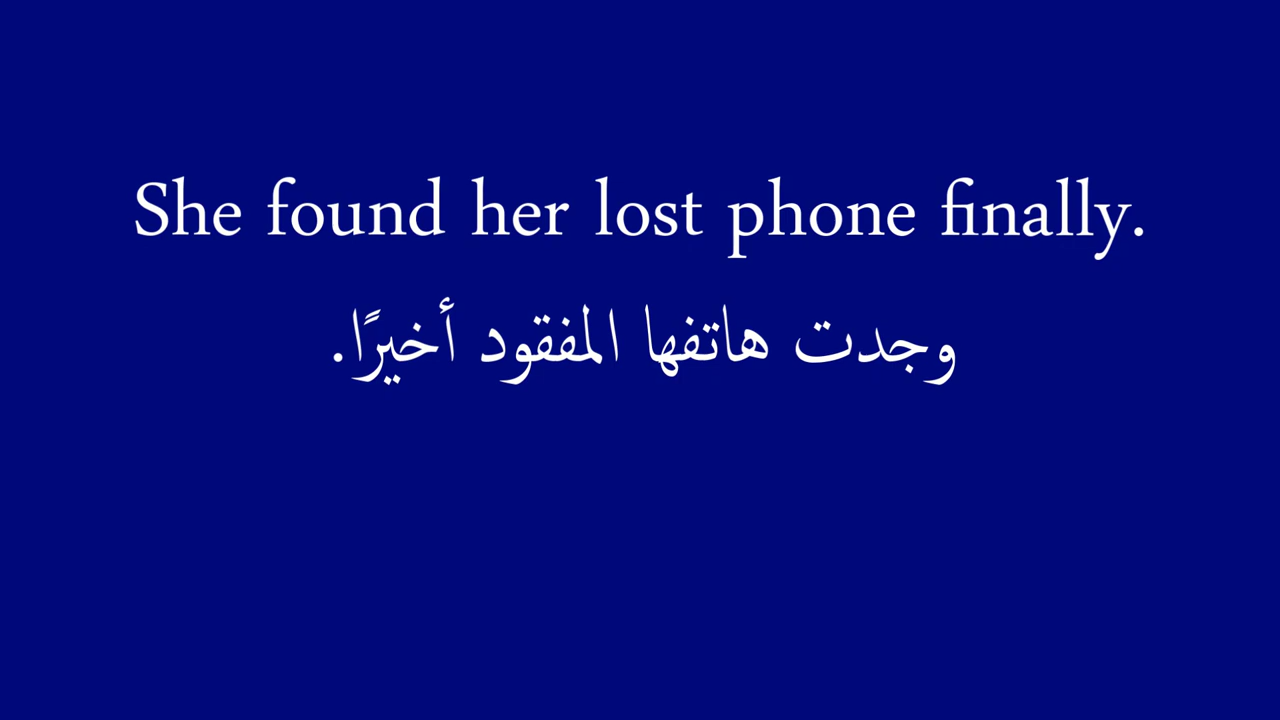 She found her lost phone finally.
وجدت هاتفها المفقود أخيرًا.